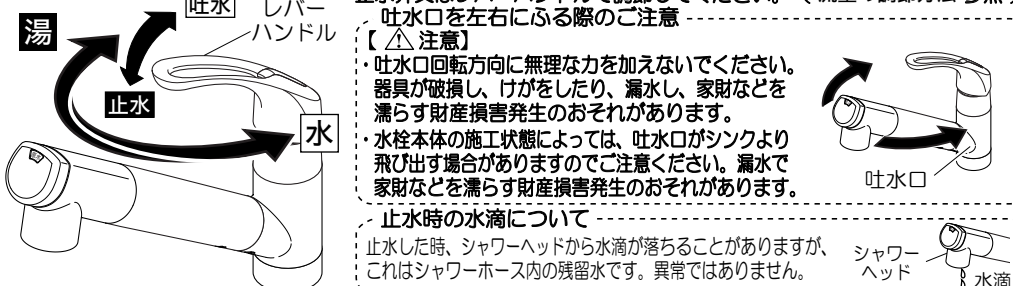 吐水
レバー
ハンドル
湯
止水
水
吐水口を左右にふる際のご注意
【⚠注意】
・吐水口回転方向に無理な力を加えないでください。
器具が破損し、けがをしたり、漏水し、家財などを
濡らす財産損害発生のおそれがあります。
・水栓本体の施工状態によっては、吐水口がシンクより
飛び出す場合がありますのでご注意ください。漏水で
家財などを濡らす財産損害発生のおそれがあります。
吐水口
止水時の水滴について
止水した時、シャワーヘッドから水滴が落ちることがありますが、
これはシャワーホース内の残留水です。異常ではありません。
シャワー
ヘッド
水滴